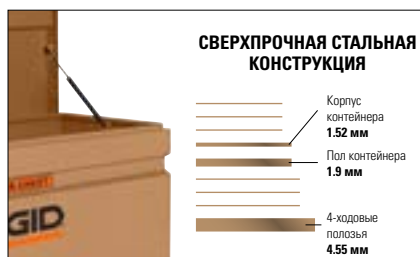 СВЕРХПРОЧНАЯ СТАЛЬНАЯ
КОНСТРУКЦИЯ
Корпус
контейнера
1.52 мм
Пол контейнера
1.9 мм
4-ходовые
полозья
4.55 мм
GID